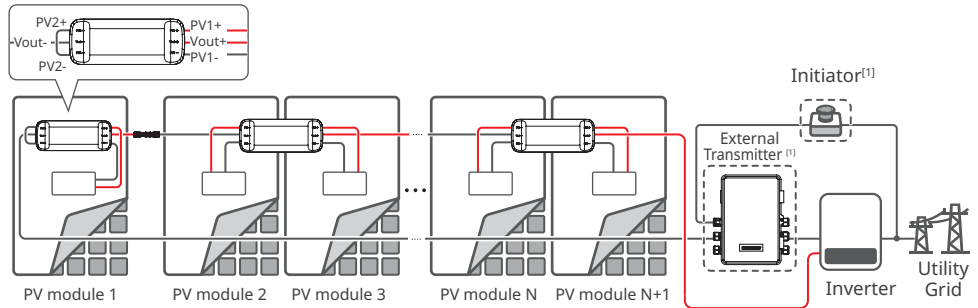 PV2+
PV1+
Vout-
Vout+
PV2-
PV1-
Initiator[1]
External
Transmitter [1]
PV module 1
PV module 2
PV module 3
PV module N
PV module N+1
Inverter
Utility
Grid